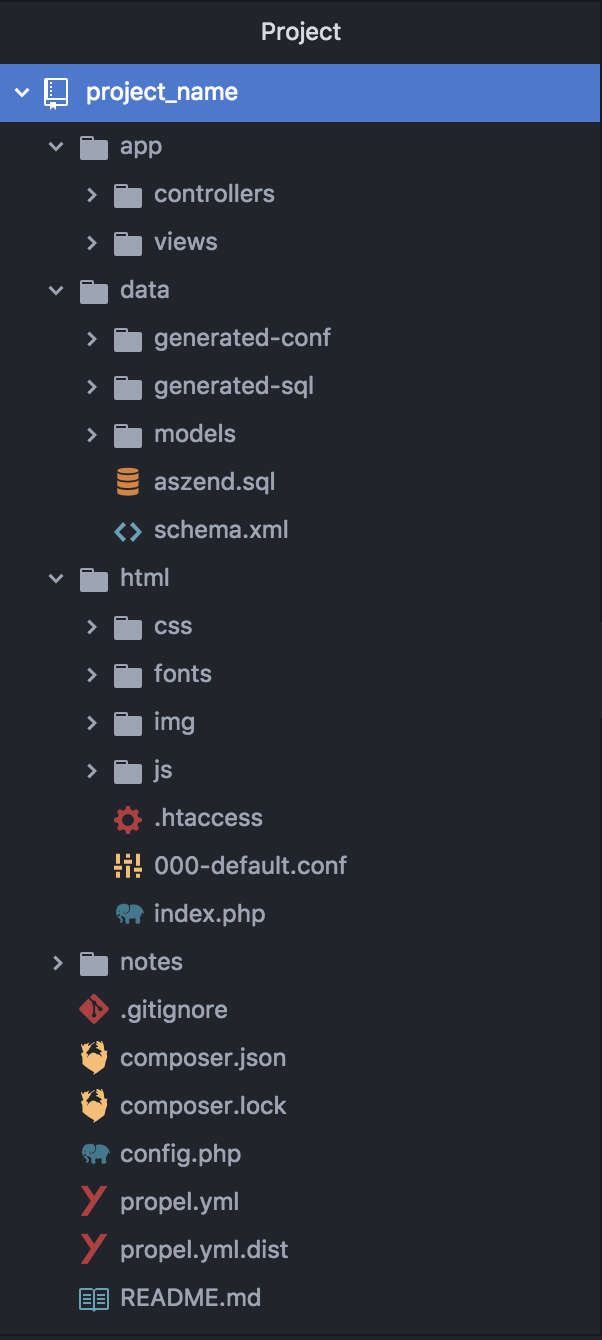 Project
project_name
app
controllers
views
data
generated-conf
generated-sql
models
aszend.sql
schema.xml
html
css
fonts
img
js
.htaccess
000-default.conf
index.php
notes
.gitignore
composer.json
composer.lock
config.php
propel.yml
propel.yml.dist
README.md